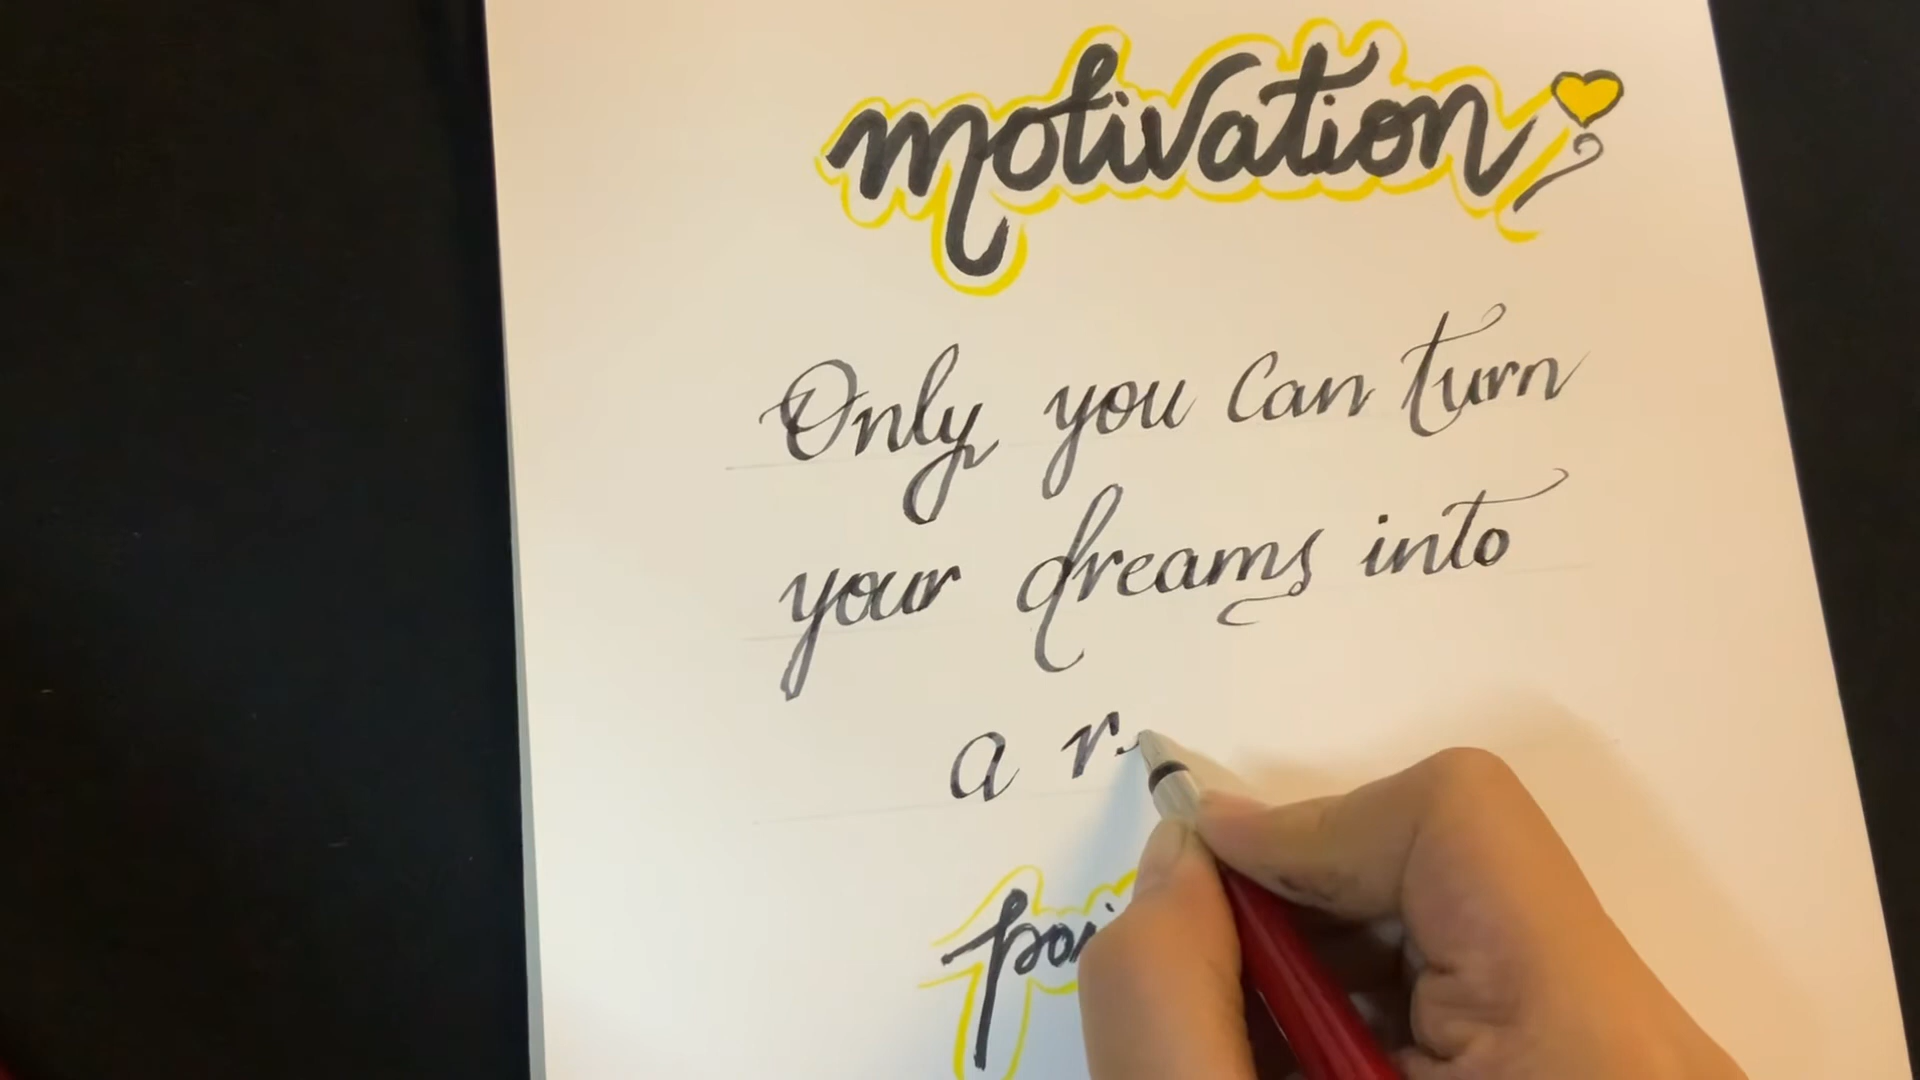 motivation
Only you can turn
your dreams into
a r